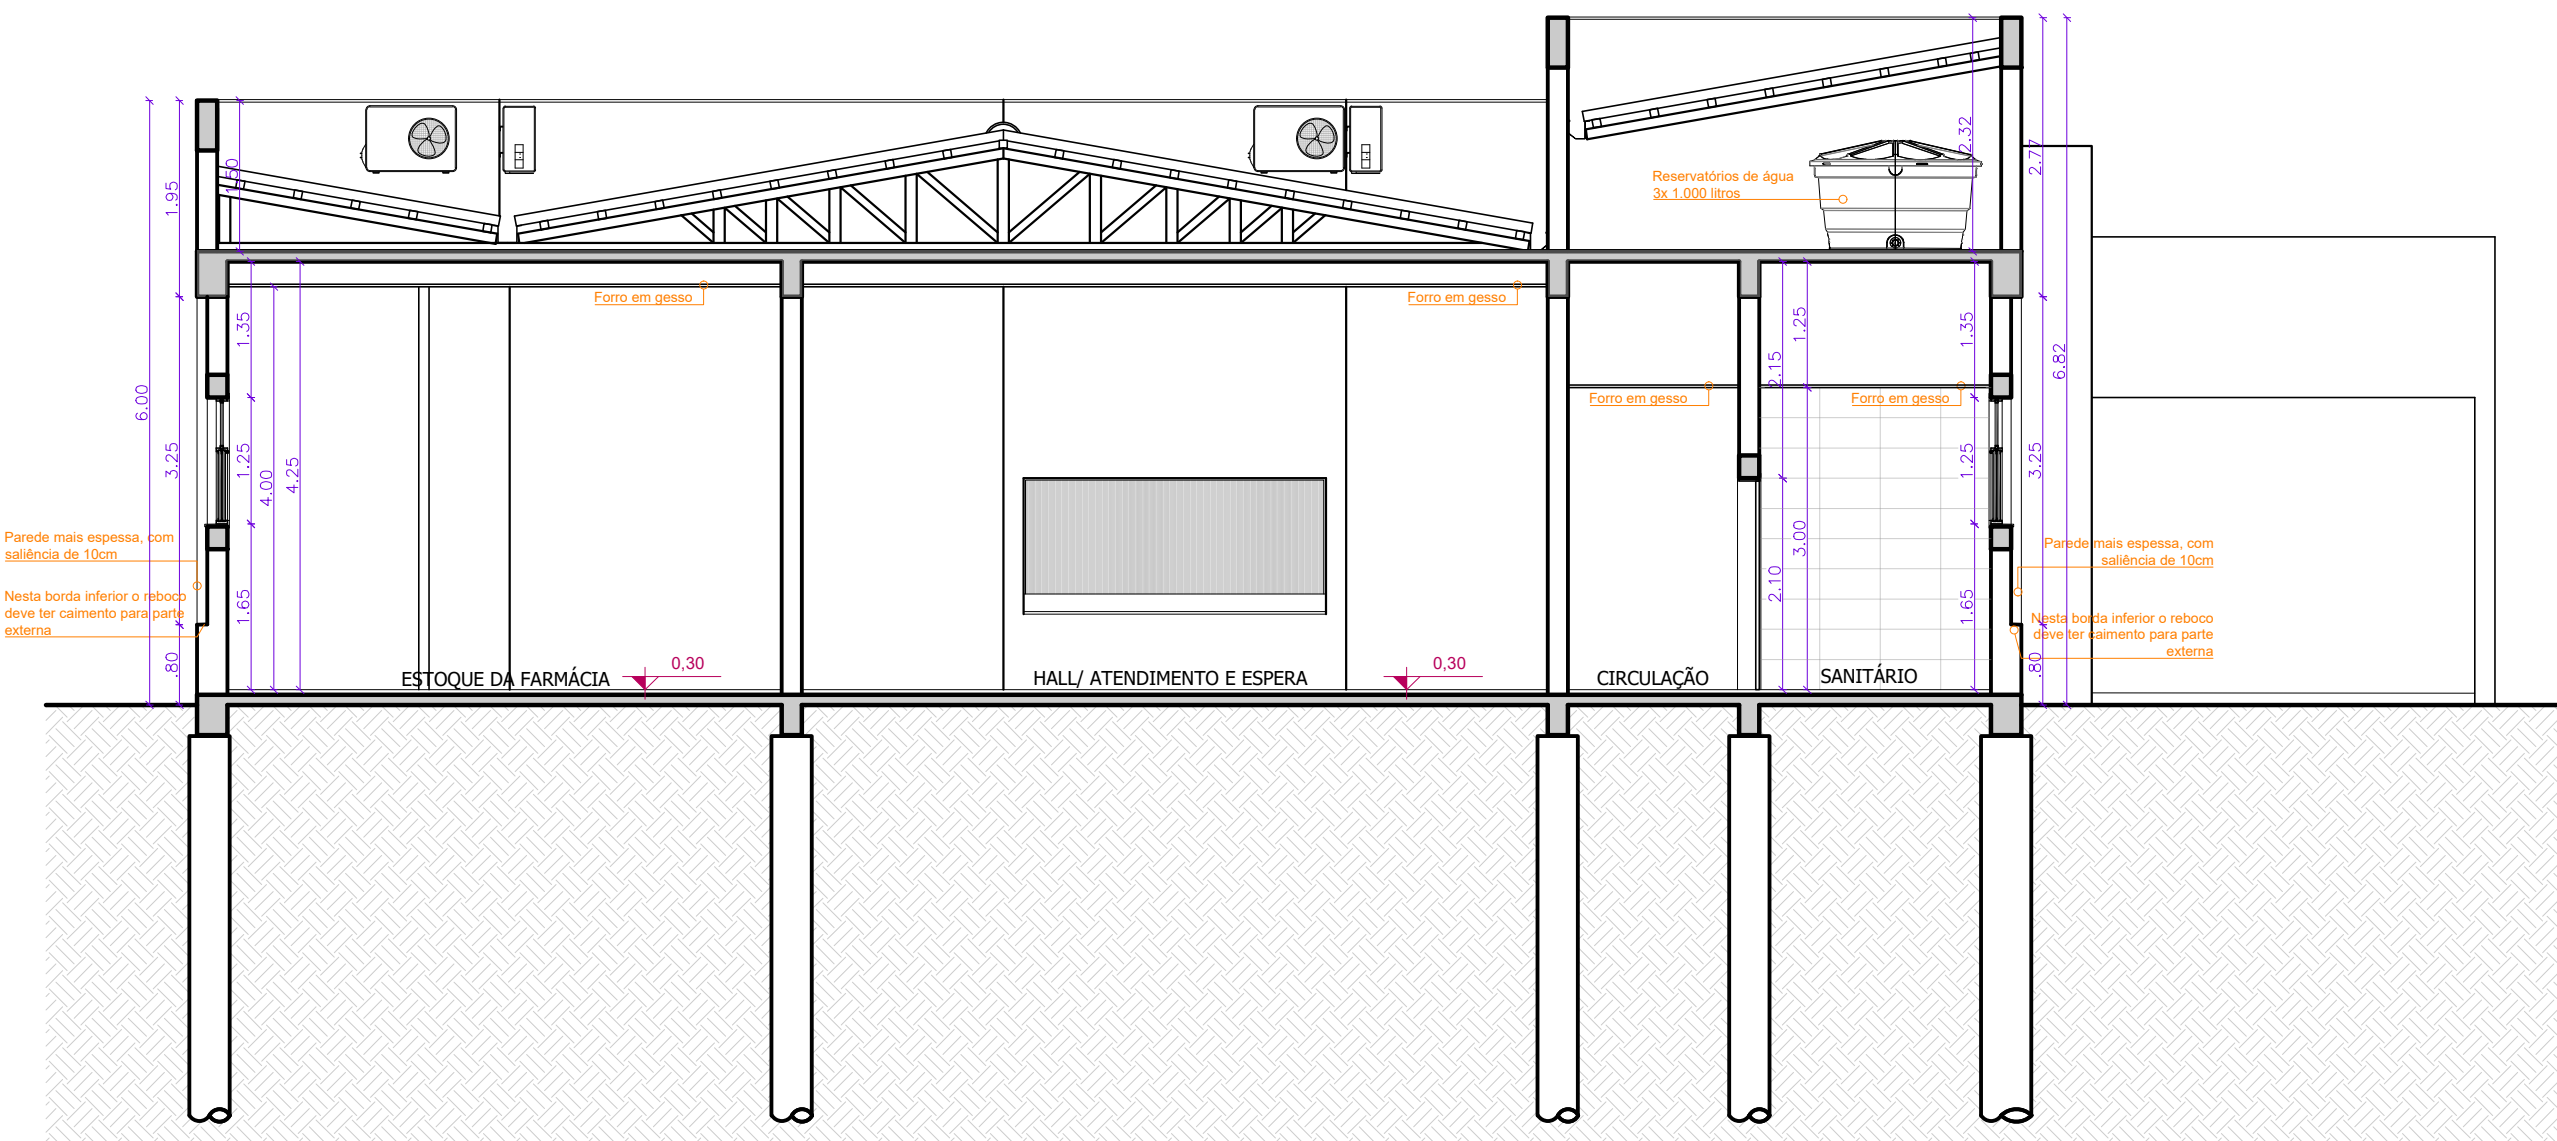 2.32
2.77
1.50
1.95
Reservatórios de água
3x 1.000 litros
Forro em gesso
Forro em gesso
1.35
1.25
1.35
2.15
6.82
6.00
Forro em gesso
Forro em gesso
3.25
1.25
4.00
4.25
1.25
3.25
Parede mais espessa, com
saliência de 10cm
3.00
Parede mais espessa, com
saliência de 10cm
Nesta borda inferior o reboco
deve ter caimento para parte
externa
1.65
2.10
1.65
Nesta borda inferior o reboco
deve ter caimento para parte
externa
.80
ESTOQUE DA FARMÁCIA
0,30
HALL/ ATENDIMENTO E ESPERA
0,30
CIRCULAÇÃO
SANITÁRIO
.80